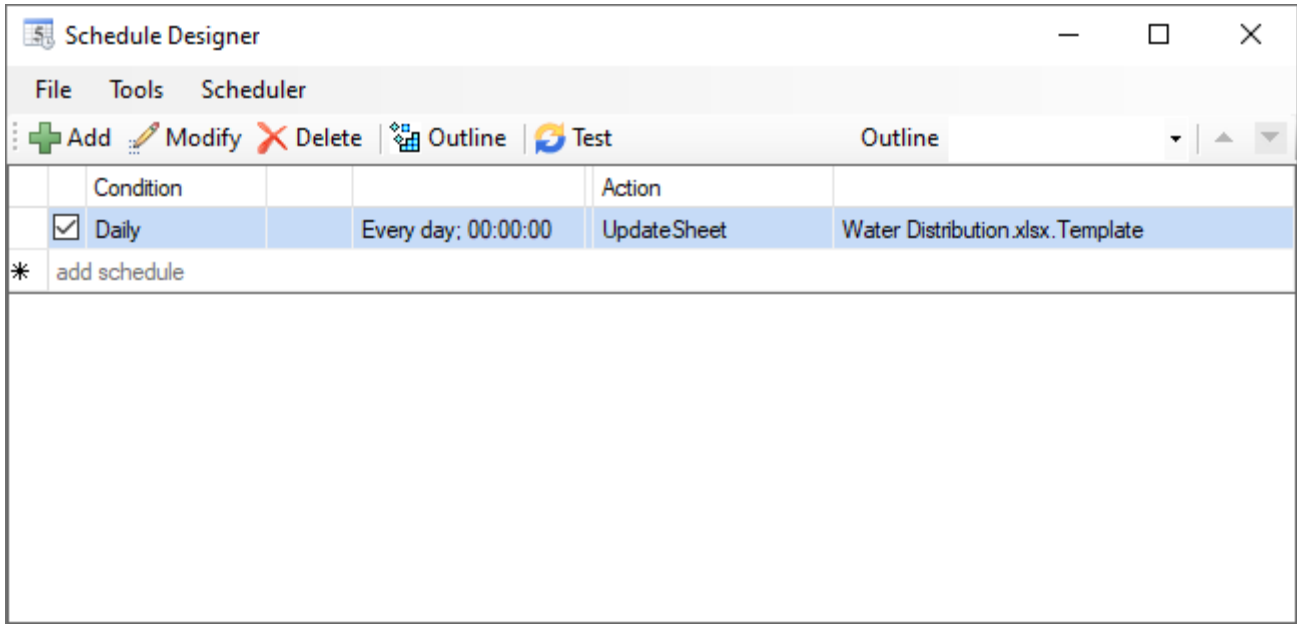 Schedule Designer
File Tools Scheduler
Add Modify Delete Outline Test Outline
Condition Action
Daily Every day; 00:00:00 UpdateSheet Water Distribution.xlsx.Template
add schedule